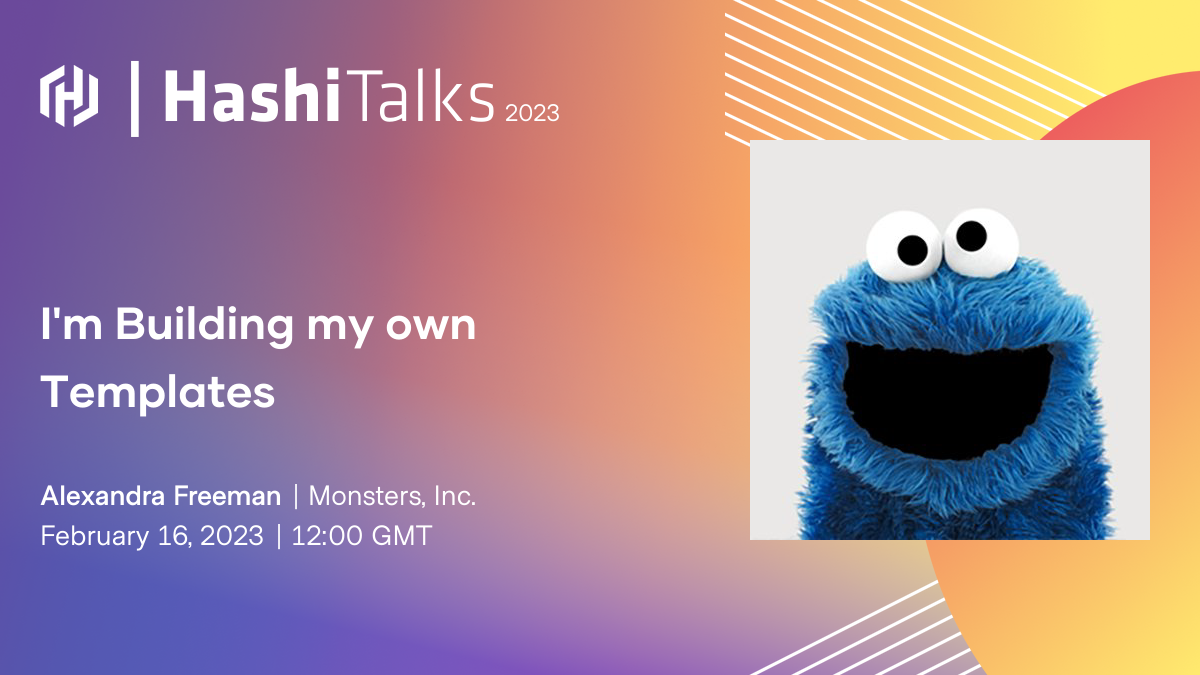 HashiTalks 2023
I'm Building my own
Templates
Alexandra Freeman | Monsters, Inc.
February 16, 2023 | 12:00 GMT